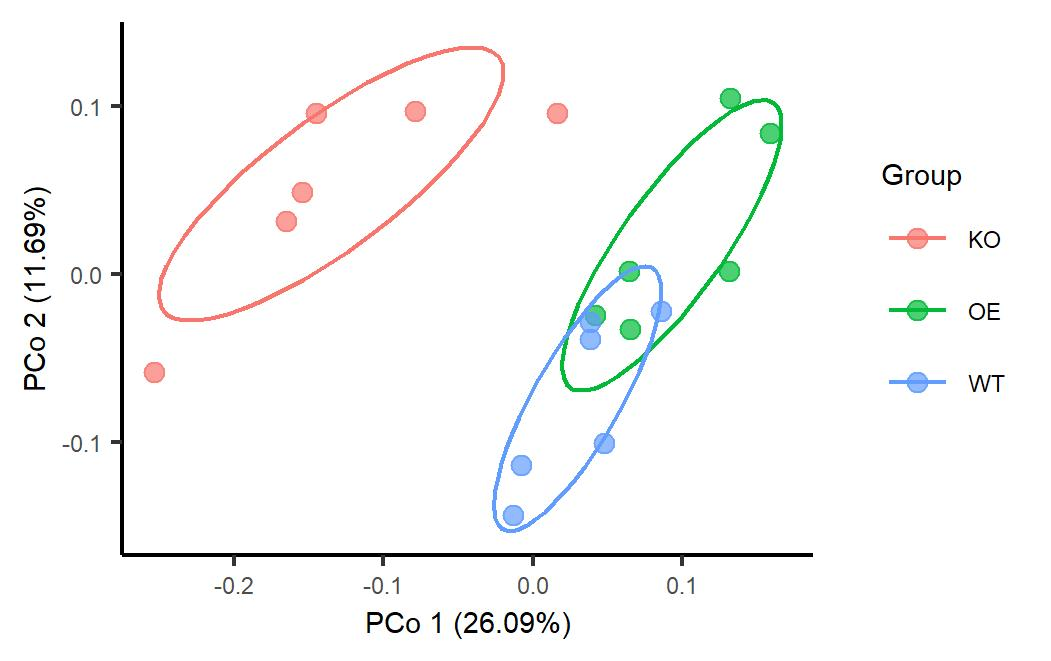 0.1
0.0
-0.1
PCo 2 (11.69%)
-0.2
-0.1
0.0
0.1
PCo 1 (26.09%)
Group
KO
OE
WT